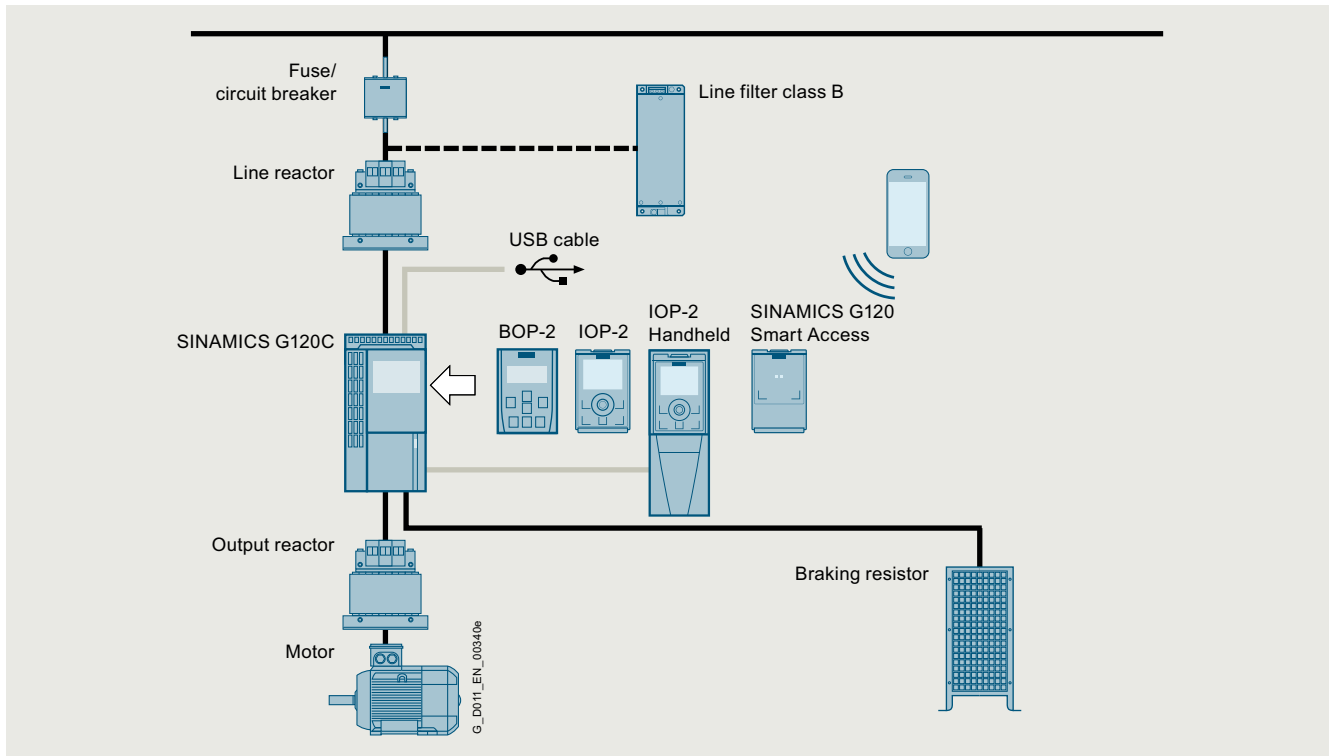 Fuse/
circuit breaker
Line filter class B
Line reactor
USB cable
SINAMICS G120C
BOP-2
IOP-2
IOP-2
Handheld
SINAMICS G120
Smart Access
Output reactor
Braking resistor
Motor
G_D011_EN_00340e